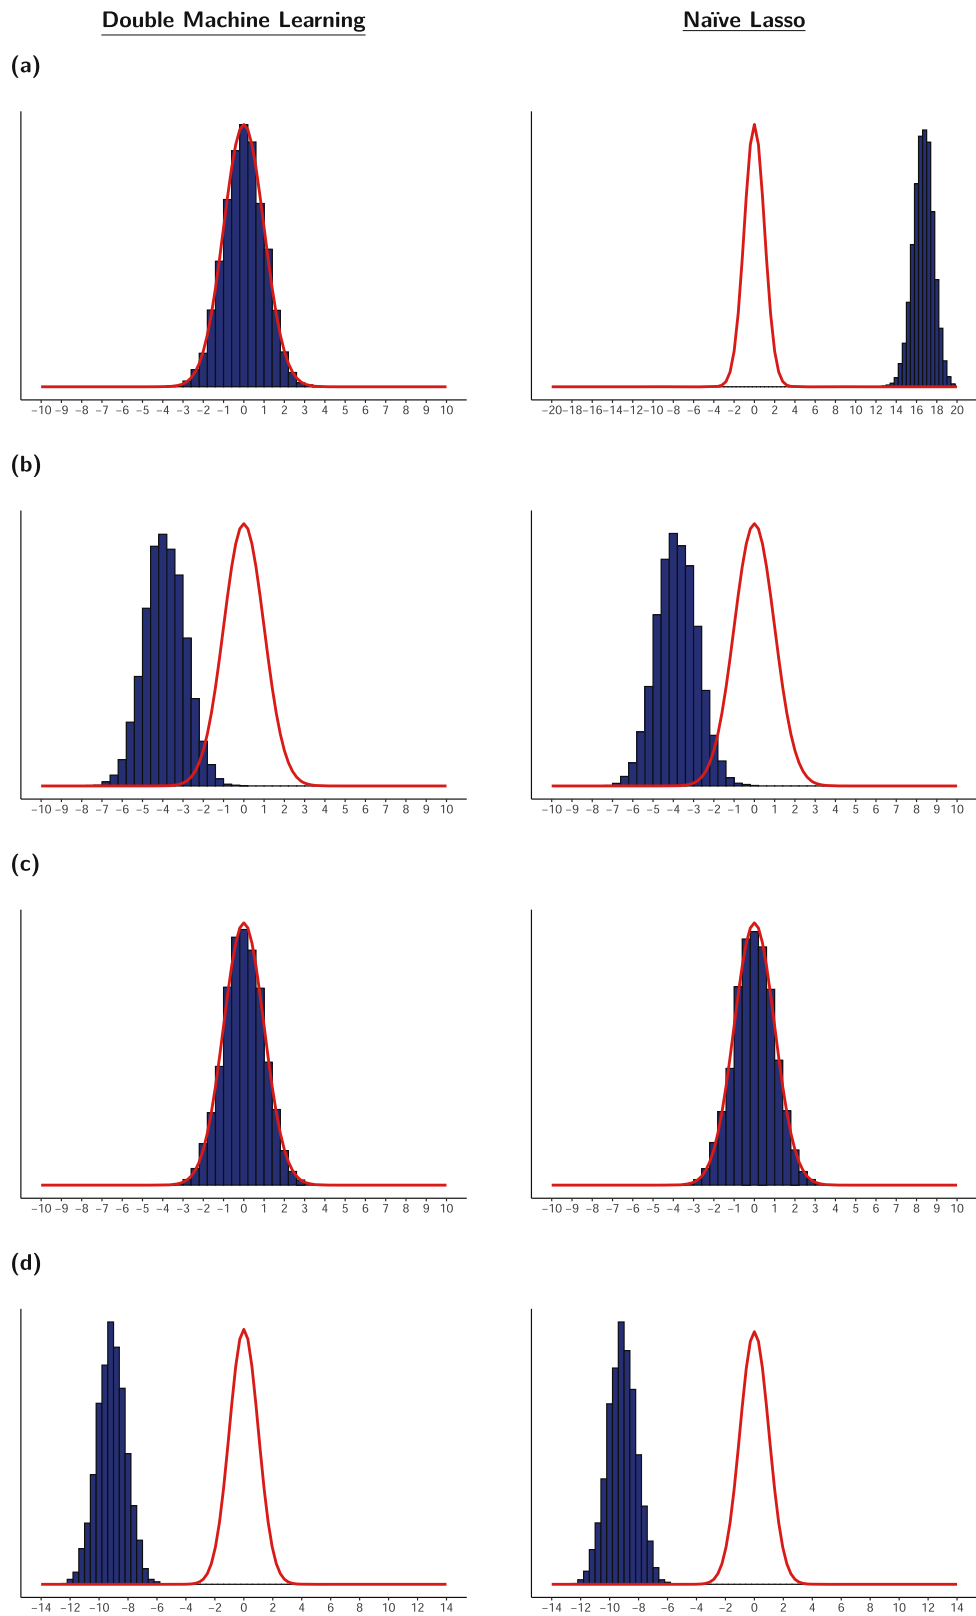 Double Machine Learning Naïve Lasso
(a)
−10 −9 −8 −7 −6 −5 −4 −3 −2 −1 0 1 2 3 4 5 6 7 8 9 10
−20 −18 −16 −14 −12 −10 −8 −6 −4 −2 0 2 4 6 8 10 12 14 16 18 20
(b)
−10 −9 −8 −7 −6 −5 −4 −3 −2 −1 0 1 2 3 4 5 6 7 8 9 10
−10 −9 −8 −7 −6 −5 −4 −3 −2 −1 0 1 2 3 4 5 6 7 8 9 10
(c)
−10 −9 −8 −7 −6 −5 −4 −3 −2 −1 0 1 2 3 4 5 6 7 8 9 10
−10 −9 −8 −7 −6 −5 −4 −3 −2 −1 0 1 2 3 4 5 6 7 8 9 10
(d)
−14 −12 −10 −8 −6 −4 −2 0 2 4 6 8 10 12 14
−14 −12 −10 −8 −6 −4 −2 0 2 4 6 8 10 12 14